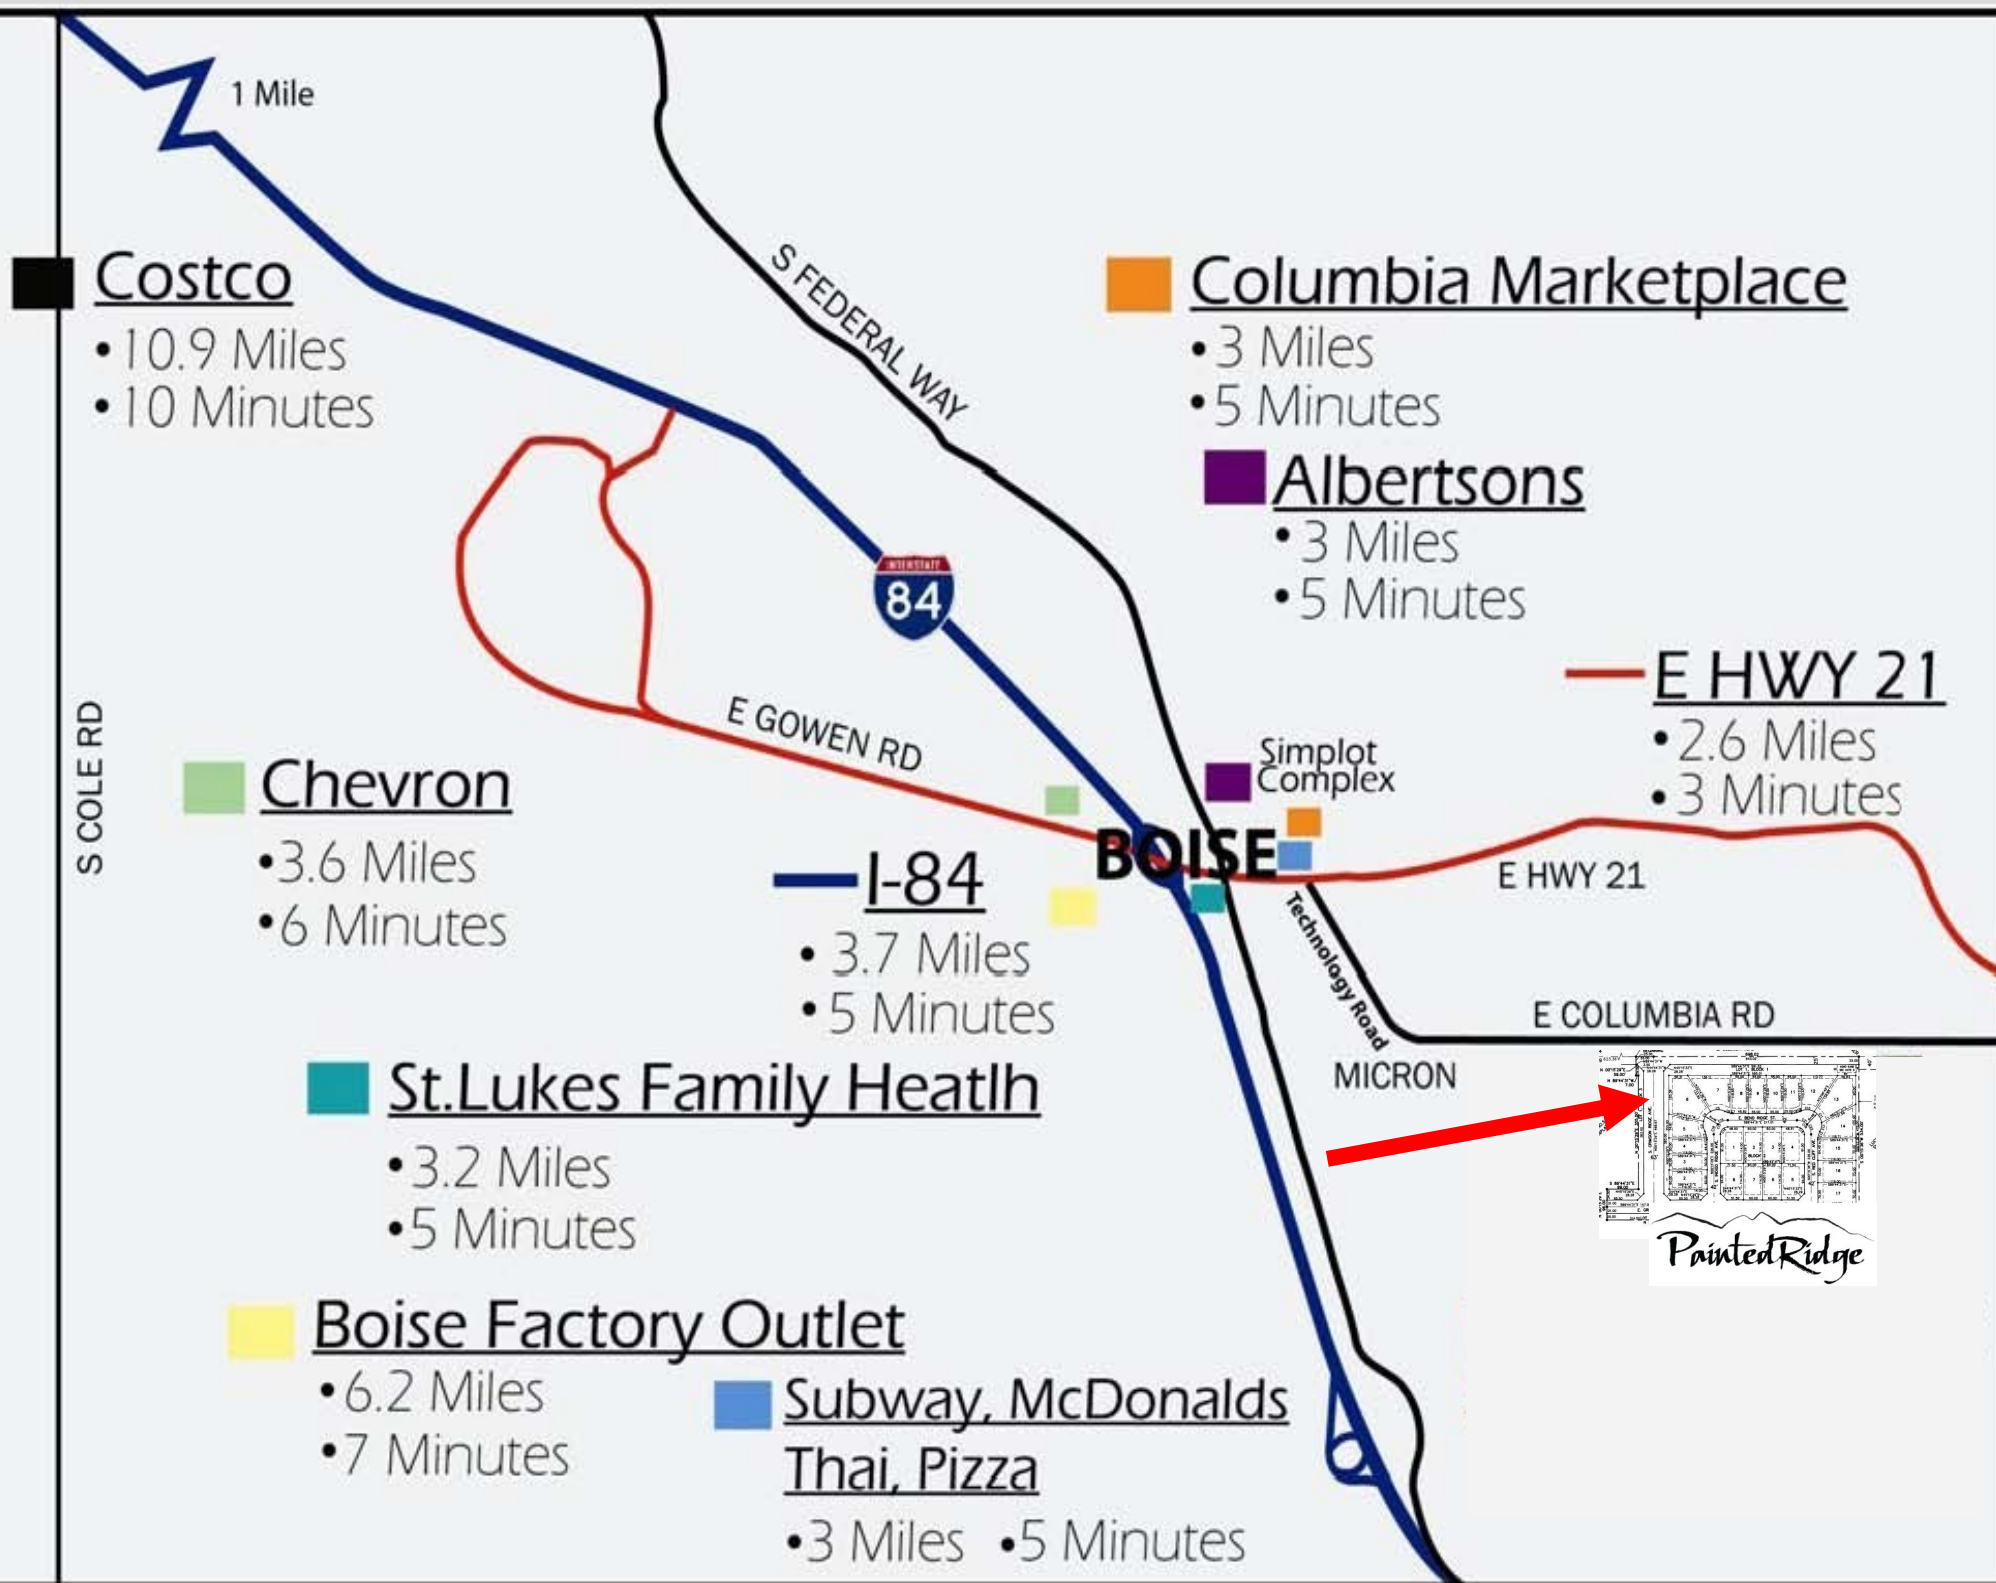 1 Mile
S FEDERAL WAY
Costco
•10.9 Miles
•10 Minutes
Columbia Marketplace
•3 Miles
•5 Minutes
Albertsons
•3 Miles
•5 Minutes
INTERSTATE
84
E HWY 21
•2.6 Miles
•3 Minutes
S COLE RD
E GOWEN RD
Simplot
Complex
Chevron
•3.6 Miles
•6 Minutes
BOISE
I-84
• 3.7 Miles
• 5 Minutes
E HWY 21
Technology Road
E COLUMBIA RD
MICRON
St.Lukes Family Heatlh
•3.2 Miles
•5 Minutes
PaintedRidge
Boise Factory Outlet
•6.2 Miles
•7 Minutes
Subway, McDonalds
Thai, Pizza
•3 Miles •5 Minutes